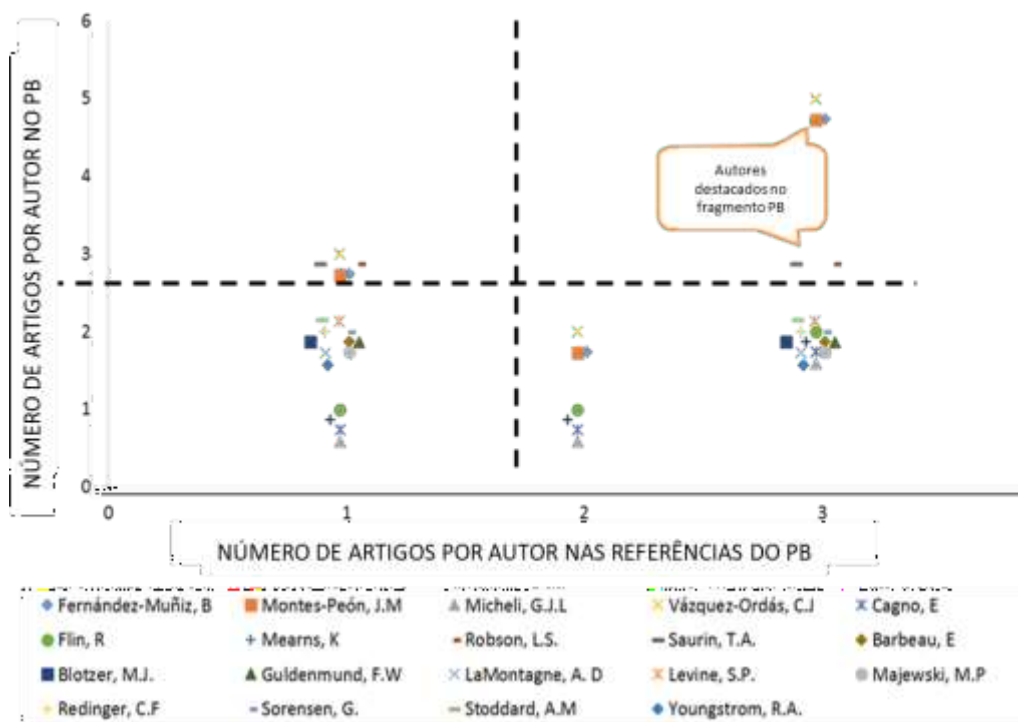 NÚMERO DE ARTIGOS POR AUTOR NO PB
6
5
4
3
2
1
0
Autores
destacados no
fragmento PB
0 1 2 3
NÚMERO DE ARTIGOS POR AUTOR NAS REFERÊNCIAS DO PB
Fernández-Muñiz, B Montes-Peón, J.M Micheli, G.J.L Vázquez-Ordás, C.J Cagno, E
Flin, R Mearns, K Robson, L.S. Saurin, T.A. Barbeau, E
Blotzer, M.J. Guldenmund, F.W LaMontagne, A. D Levine, S.P. Majewski, M.P
Redinger, C.F Sorensen, G. Stoddard, A.M Youngstrom, R.A.